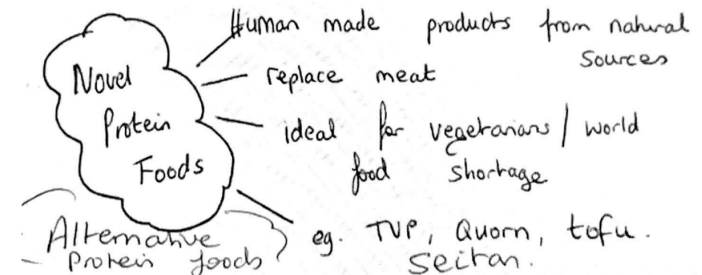 Novel
Protein
Foods
Human made products from natural
sources
replace meat
ideal for vegetarians / world
food shortage
eg. TVP, Quorn, tofu.
Seitan.
Alternative
Protein foods